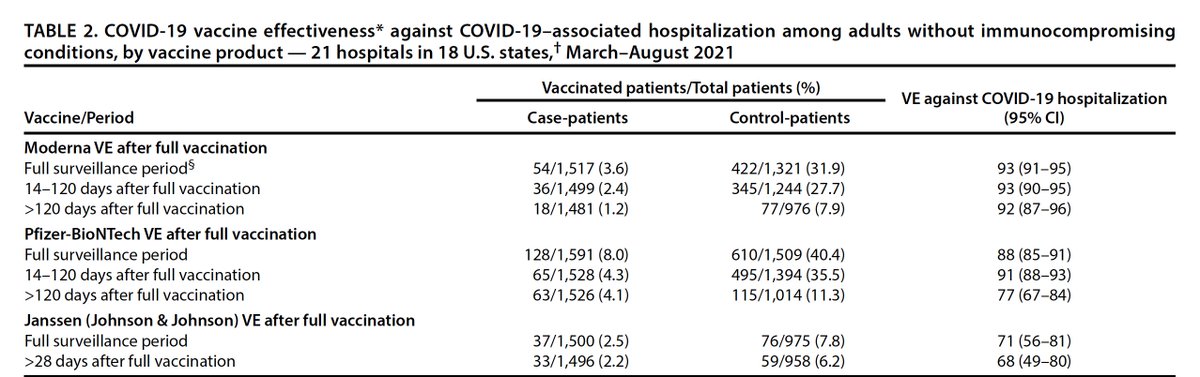 TABLE 2. COVID-19 vaccine effectiveness* against COVID-19–associated hospitalization among adults without immunocompromising
conditions, by vaccine product — 21 hospitals in 18 U.S. states,† March–August 2021
Vaccinated patients/Total patients (%)
VE against COVID-19 hospitalization
Vaccine/Period Case-patients Control-patients (95% CI)
Moderna VE after full vaccination
Full surveillance period§ 54/1,517 (3.6) 422/1,321 (31.9) 93 (91–95)
14–120 days after full vaccination 36/1,499 (2.4) 345/1,244 (27.7) 93 (90–95)
>120 days after full vaccination 18/1,481 (1.2) 77/976 (7.9) 92 (87–96)
Pfizer-BioNTech VE after full vaccination
Full surveillance period 128/1,591 (8.0) 610/1,509 (40.4) 88 (85–91)
14–120 days after full vaccination 65/1,528 (4.3) 495/1,394 (35.5) 91 (88–93)
>120 days after full vaccination 63/1,526 (4.1) 115/1,014 (11.3) 77 (67–84)
Janssen (Johnson & Johnson) VE after full vaccination
Full surveillance period 37/1,500 (2.5) 76/975 (7.8) 71 (56–81)
>28 days after full vaccination 33/1,496 (2.2) 59/958 (6.2) 68 (49–80)